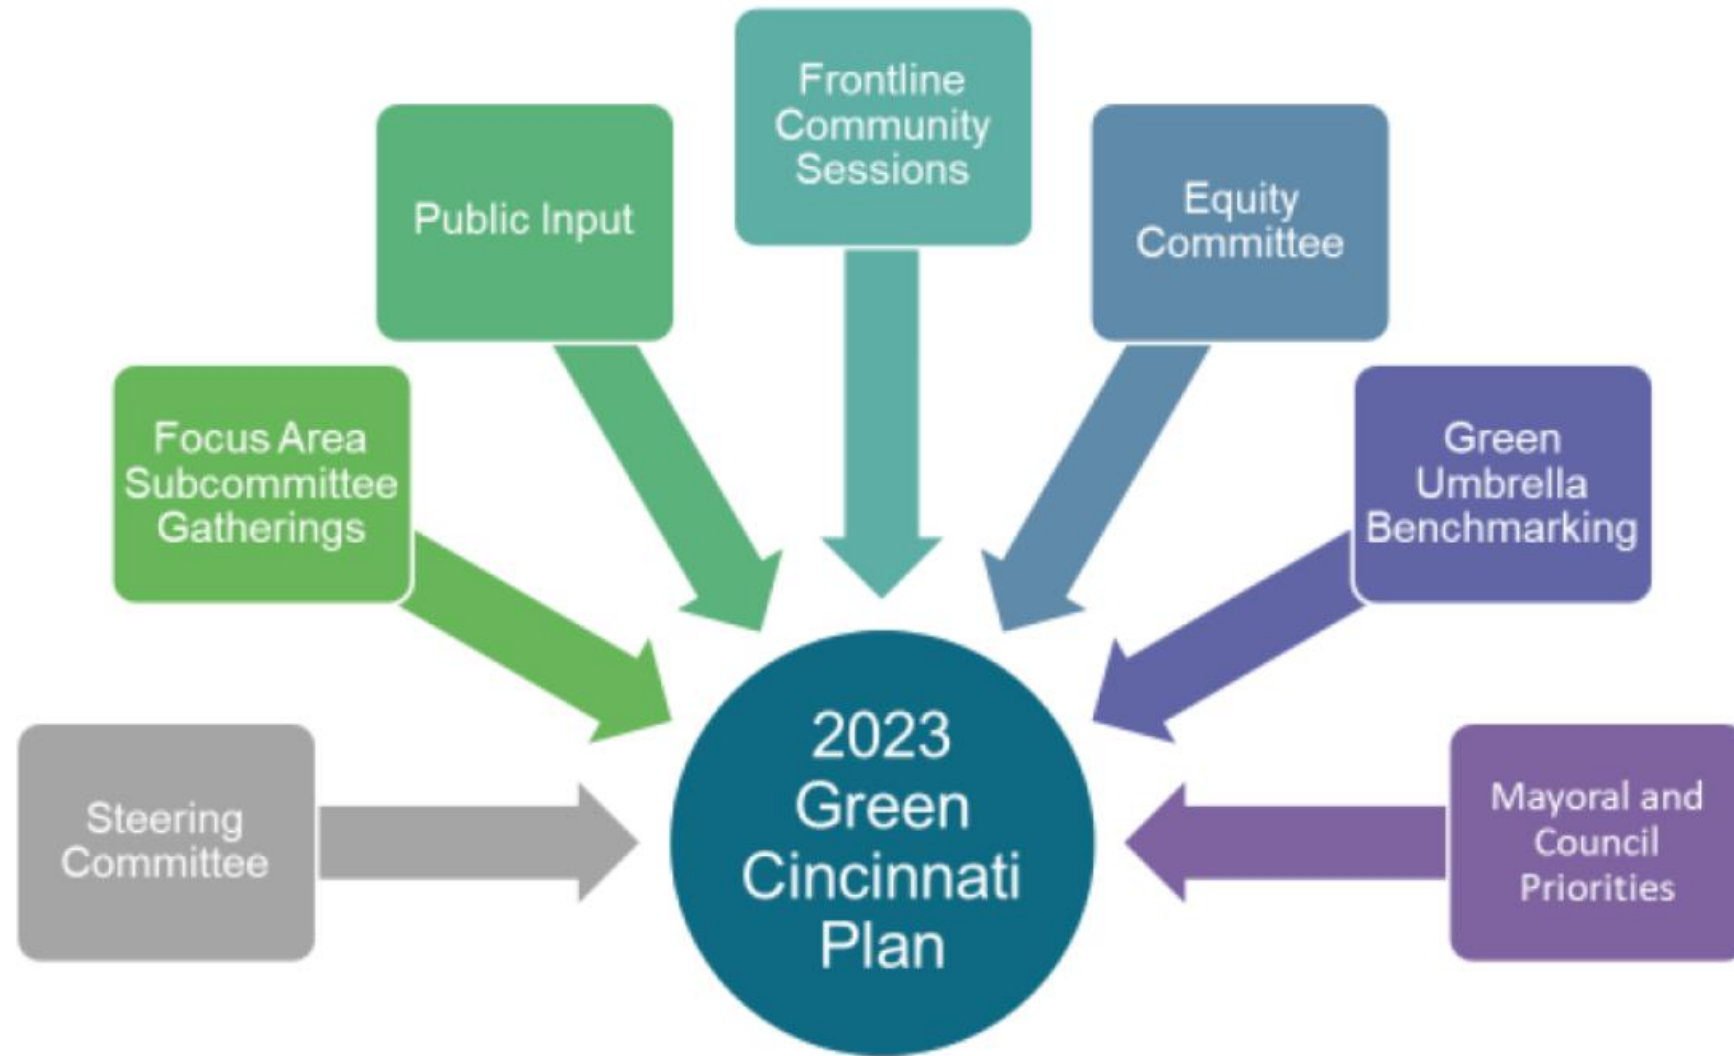 Frontline
Community
Sessions
Public Input
Equity
Committee
Focus Area
Subcommittee
Gatherings
Green
Umbrella
Benchmarking
Steering
Committee
2023
Green
Cincinnati
Plan
Mayoral and
Council
Priorities